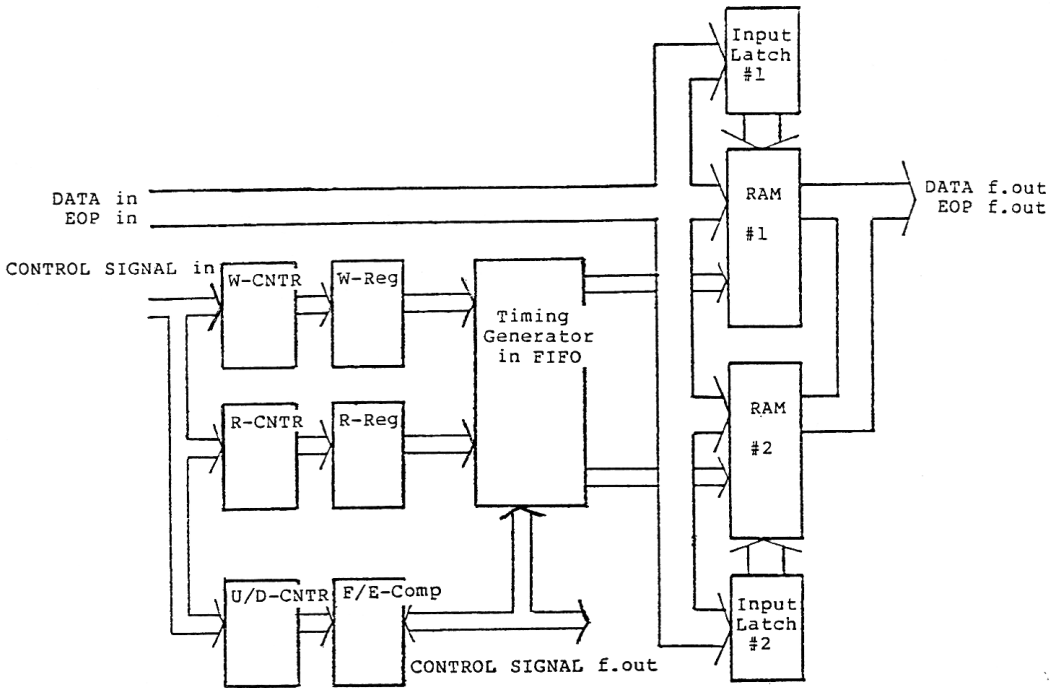 Input
Latch
#1
DATA in
EOP in
RAM
#1
DATA f.out
EOP f.out
CONTROL SIGNAL in
W-CNTR
W-Reg
Timing
Generator
in FIFO
R-CNTR
R-Reg
RAM
#2
U/D-CNTR
F/E-Comp
Input
Latch
#2
CONTROL SIGNAL f.out